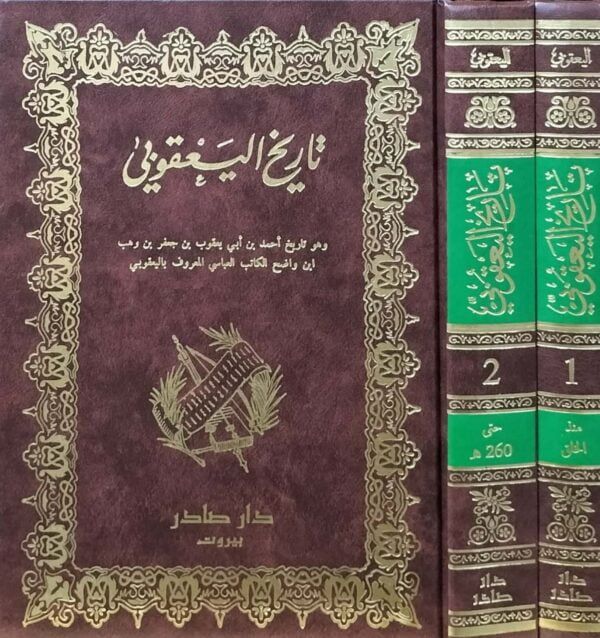 تاريخ اليعقوبي
وهو تاريخ أحمد بن أبي يعقوب بن جعفر بن وهب
ابن واضح الكاتب العباسي المعروف باليعقوبي
دار صادر
بيروت
اليعقوبي
تاريخ اليعقوبي
1
منذ
الخلق
دار
صادر
اليعقوبي
تاريخ اليعقوبي
2
حتى
260 هـ
دار
صادر